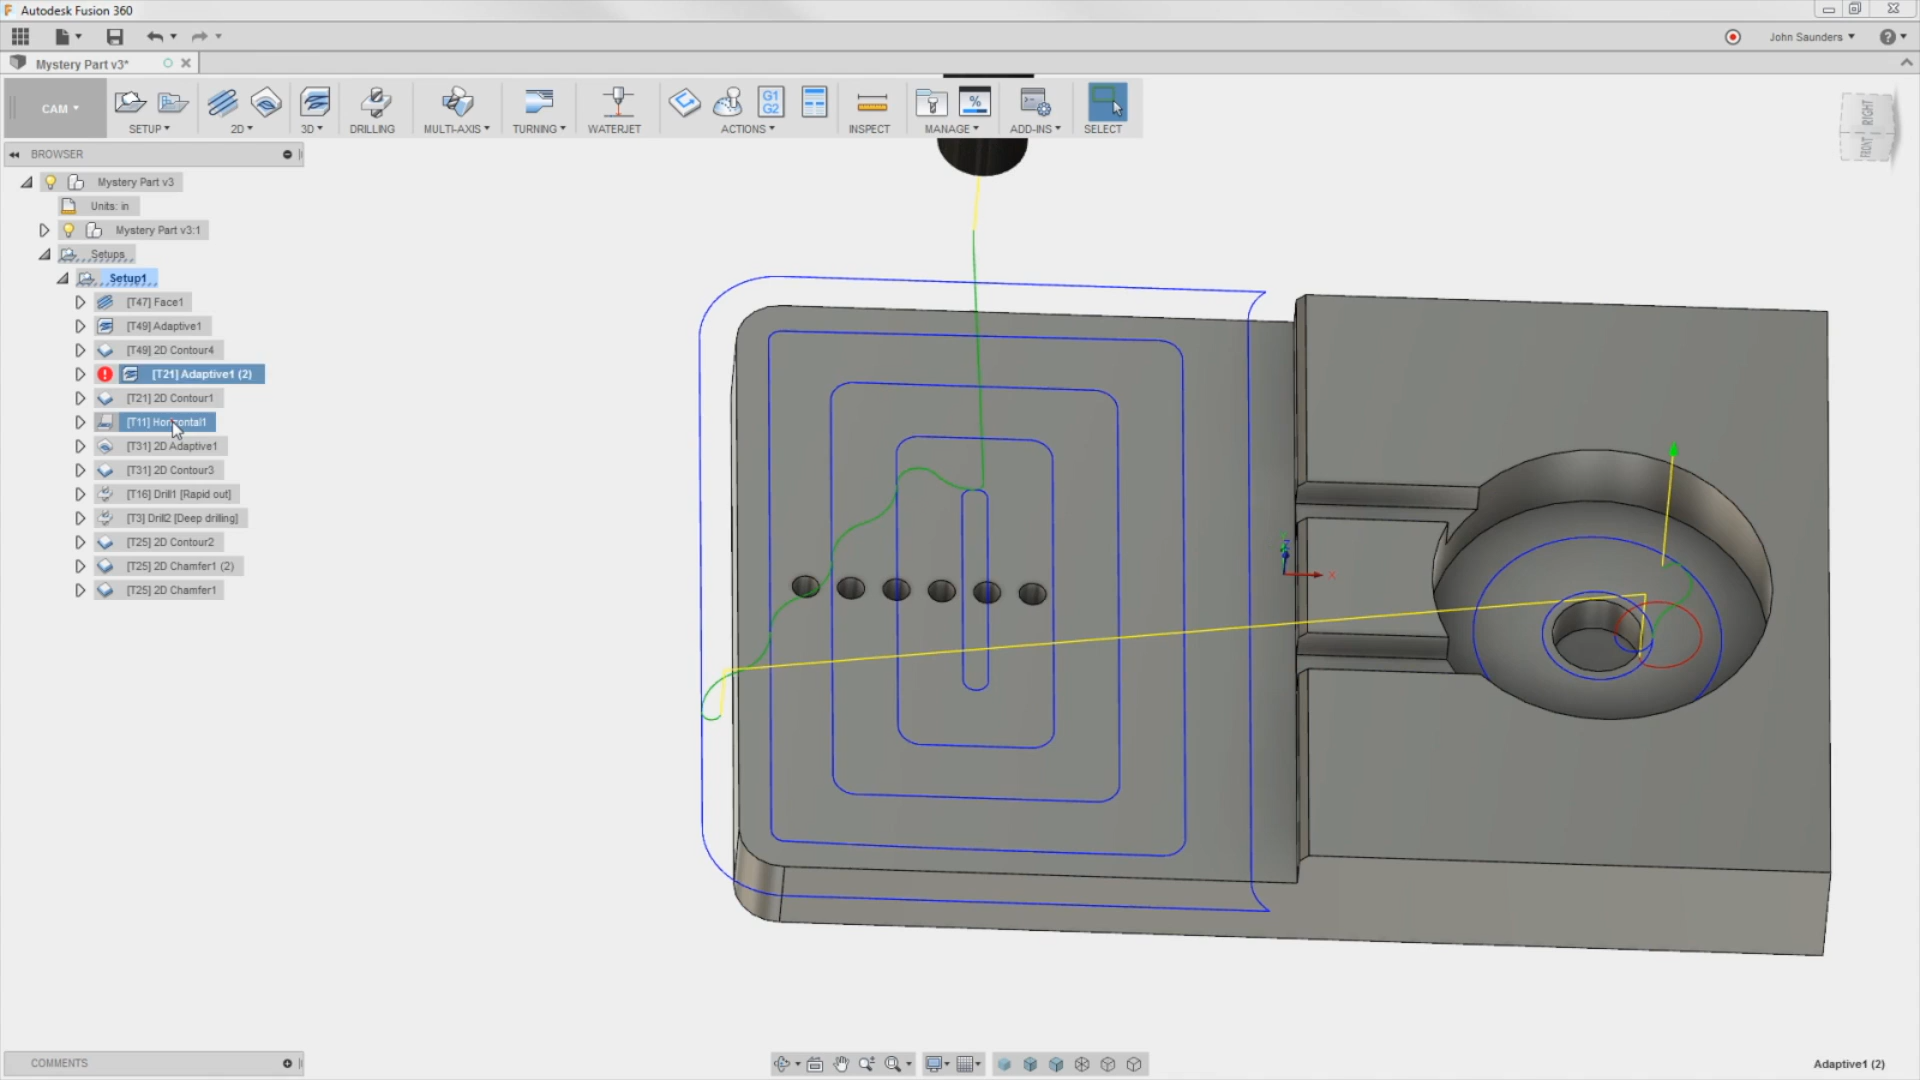 Autodesk Fusion 360
John Saunders
Mystery Part v3*
CAM
SETUP
2D
3D
DRILLING
MULTI-AXIS
TURNING
WATERJET
G1
G2
ACTIONS
INSPECT
%
MANAGE
ADD-INS
SELECT
FRONT
RIGHT
BROWSER
Mystery Part v3
Units: in
Mystery Part v3:1
Setups
Setup1
[T47] Face1
[T49] Adaptive1
[T49] 2D Contour4
[T21] Adaptive1 (2)
[T21] 2D Contour1
[T11] Horizontal1
[T31] 2D Adaptive1
[T31] 2D Contour3
[T16] Drill1 [Rapid out]
[T3] Drill2 [Deep drilling]
[T25] 2D Contour2
[T25] 2D Chamfer1 (2)
[T25] 2D Chamfer1
Z
X
COMMENTS
Adaptive1 (2)